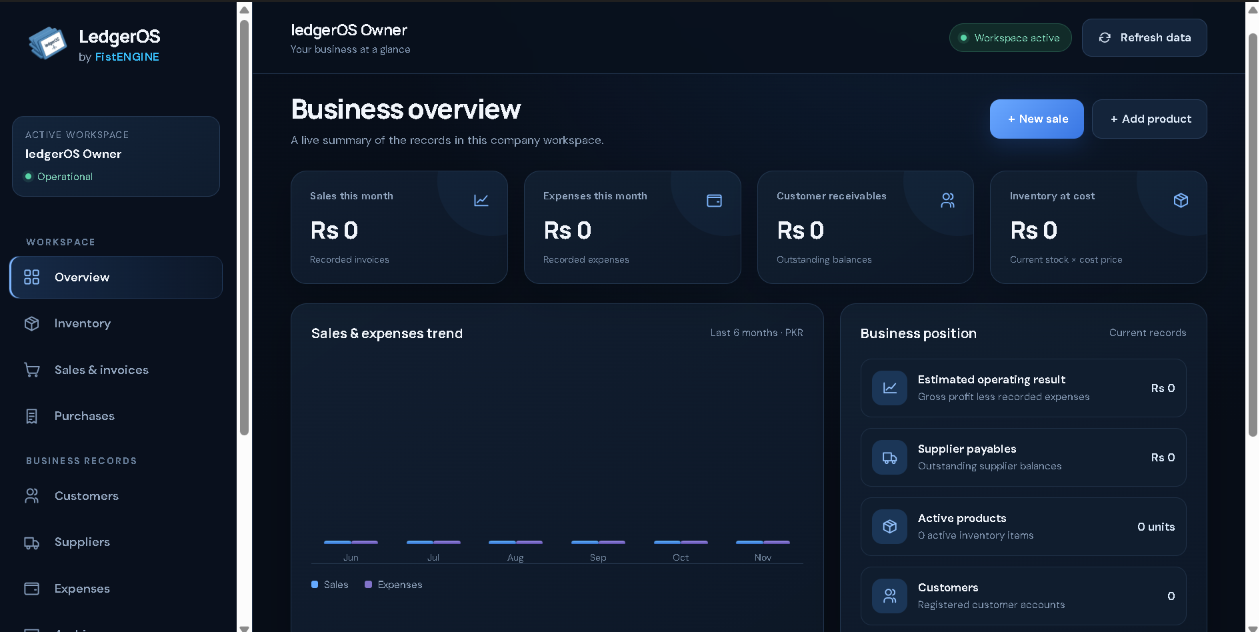 LedgerOS
by FistENGINE
ACTIVE WORKSPACE
ledgerOS Owner
Operational
WORKSPACE
Overview
Inventory
Sales & invoices
Purchases
BUSINESS RECORDS
Customers
Suppliers
Expenses
ledgerOS Owner
Your business at a glance
Workspace active
Refresh data
Business overview
A live summary of the records in this company workspace.
+ New sale
+ Add product
Sales this month
Rs 0
Recorded invoices
Expenses this month
Rs 0
Recorded expenses
Customer receivables
Rs 0
Outstanding balances
Inventory at cost
Rs 0
Current stock × cost price
Sales & expenses trend
Last 6 months · PKR
Jun Jul Aug Sep Oct Nov
Sales Expenses
Business position
Current records
Estimated operating result
Gross profit less recorded expenses
Rs 0
Supplier payables
Outstanding supplier balances
Rs 0
Active products
0 active inventory items
0 units
Customers
Registered customer accounts
0